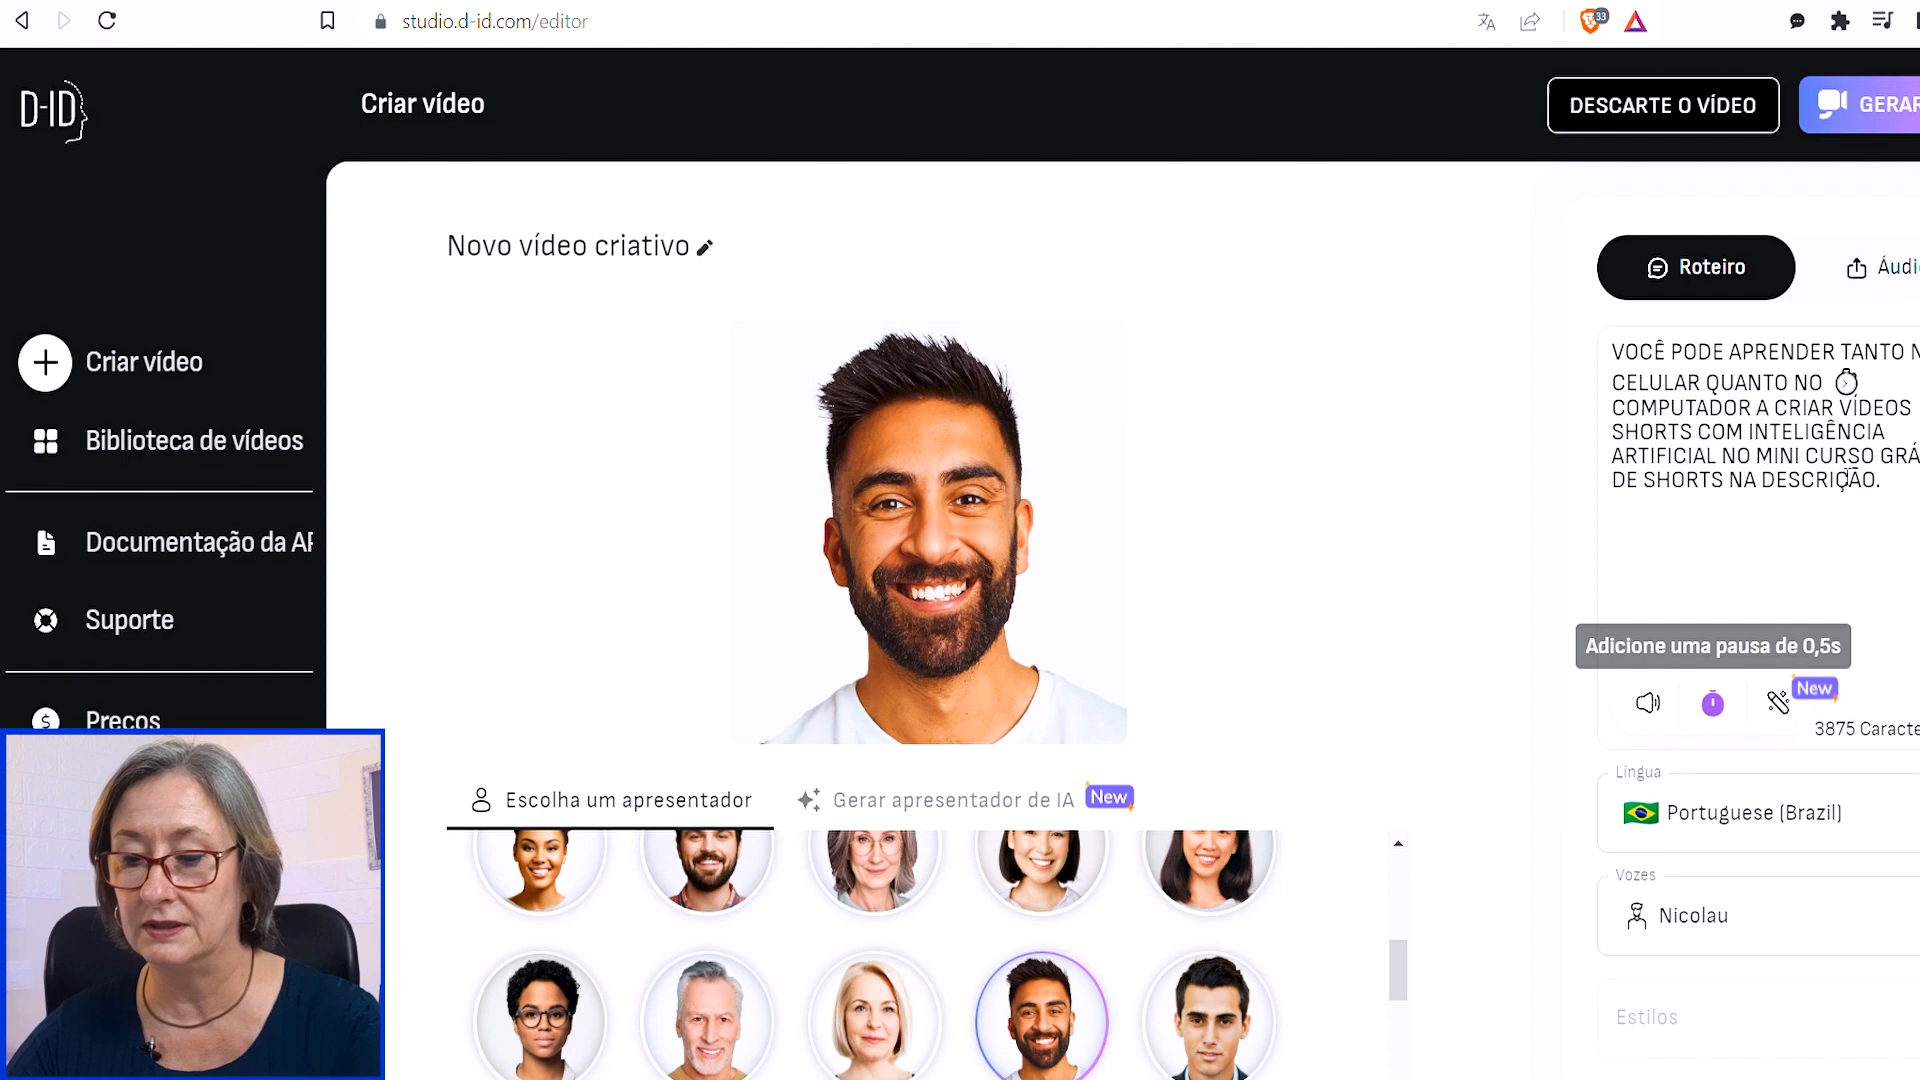 studio.d-id.com/editor
33
D-ID
Criar vídeo
DESCARTE O VÍDEO
GERAR
Novo vídeo criativo
Roteiro
Áudi
Criar vídeo
VOCÊ PODE APRENDER TANTO N
CELULAR QUANTO NO
COMPUTADOR A CRIAR VÍDEOS
SHORTS COM INTELIGÊNCIA
ARTIFICIAL NO MINI CURSO GRÁ
DE SHORTS NA DESCRIÇÃO.
Biblioteca de vídeos
Documentação da AP
Suporte
Adicione uma pausa de 0,5s
New
3875 Caracte
Preços
Língua
Escolha um apresentador
Gerar apresentador de IA
New
Portuguese (Brazil)
Vozes
Nicolau
Estilos